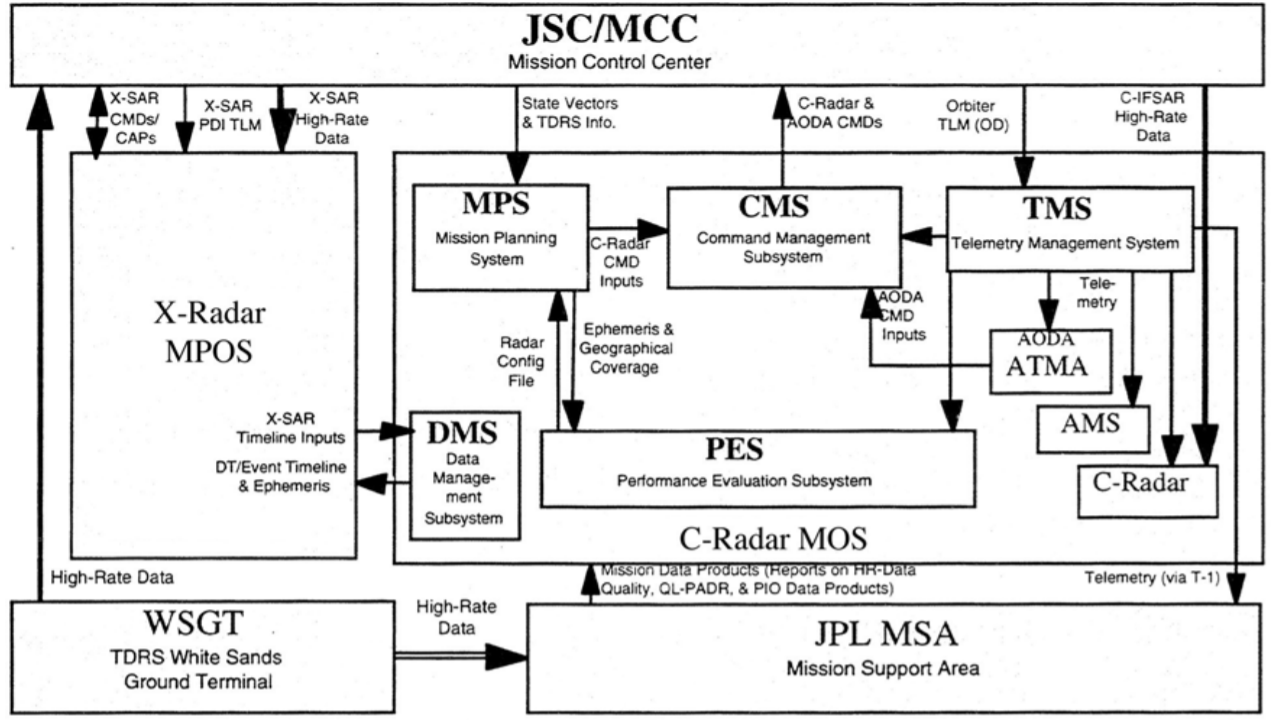 JSC/MCC
Mission Control Center
X-SAR
CMDs/
CAPs
X-SAR
PDI TLM
X-SAR
High-Rate
Data
State Vectors
& TDRS Info.
C-Radar &
AODA CMDs
Orbiter
TLM (OD)
C-IFSAR
High-Rate
Data
MPS
Mission Planning
System
C-Radar
CMD
Inputs
CMS
Command Management
Subsystem
TMS
Telemetry Management System
Tele-
metry
AODA
CMD
Inputs
AODA
ATMA
AMS
C-Radar
X-Radar
MPOS
Radar
Config
File
Ephemeris &
Geographical
Coverage
X-SAR
Timeline Inputs
DT/Event Timeline
& Ephemeris
DMS
Data
Manage-
ment
Subsystem
PES
Performance Evaluation Subsystem
C-Radar MOS
High-Rate Data
Mission Data Products (Reports on HR-Data
Quality, QL-PADR, & PIO Data Products)
Telemetry (via T-1)
WSGT
TDRS White Sands
Ground Terminal
High-Rate
Data
JPL MSA
Mission Support Area